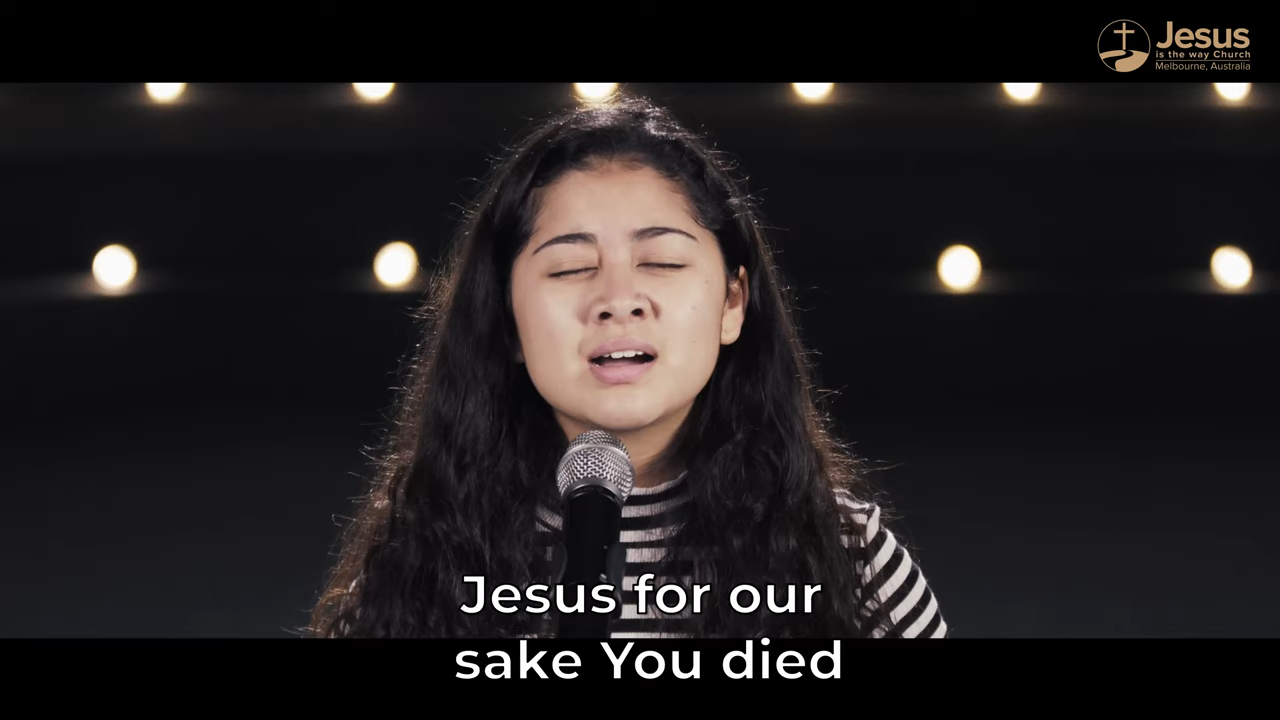 Jesus
is the way Church
Melbourne, Australia
Jesus for our
sake You died